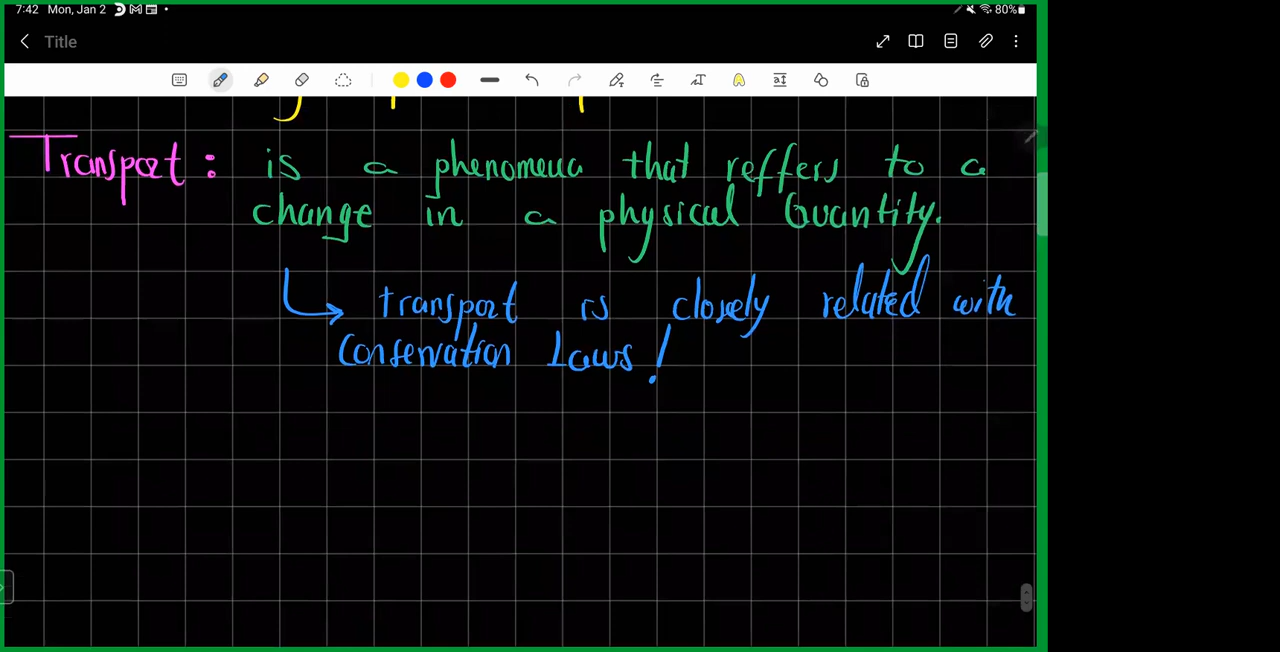 7:42 Mon, Jan 2
80%
Title
Transport: is a phenomena that reffers to a
change in a physical Quantity.
transport is closely related with
Conservation Laws!